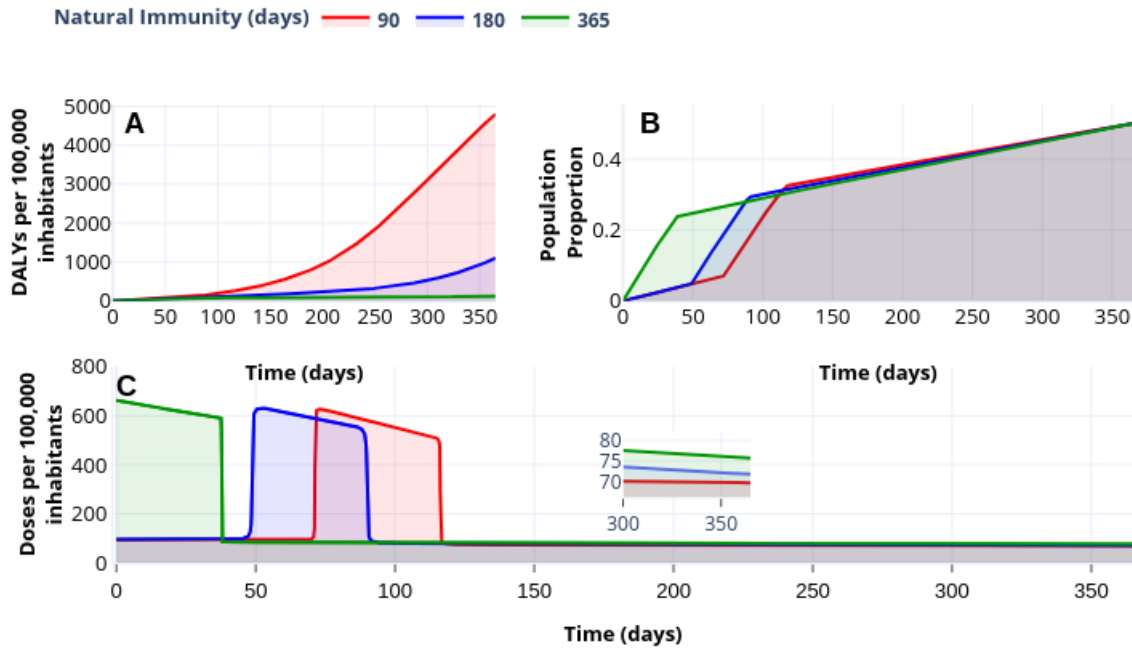 Natural Immunity (days) 90 180 365
A
B
DALYs per 100,000
inhabitants
5000
4000
3000
2000
1000
0
0 50 100 150 200 250 300 350
Time (days)
Population
Proportion
0.4
0.2
0
0 50 100 150 200 250 300 350
Time (days)
C
Doses per 100,000
inhabitants
800
600
400
200
0
80
75
70
300 350
0 50 100 150 200 250 300 350
Time (days)